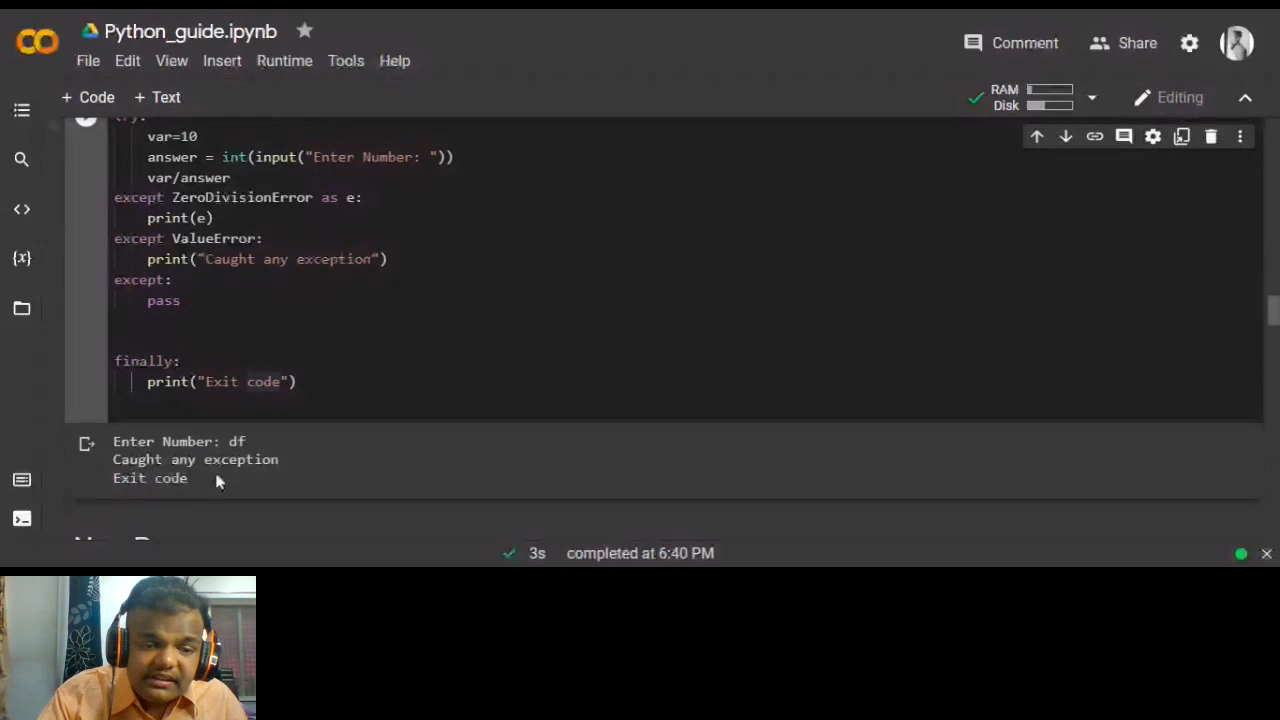 Python_guide.ipynb
File Edit View Insert Runtime Tools Help
Comment Share
+ Code + Text
RAM
Disk
Editing
try:
var=10
answer = int(input("Enter Number: "))
var/answer
except ZeroDivisionError as e:
print(e)
except ValueError:
print("Caught any exception")
except:
pass
finally:
print("Exit code")
Enter Number: df
Caught any exception
Exit code
3s completed at 6:40 PM